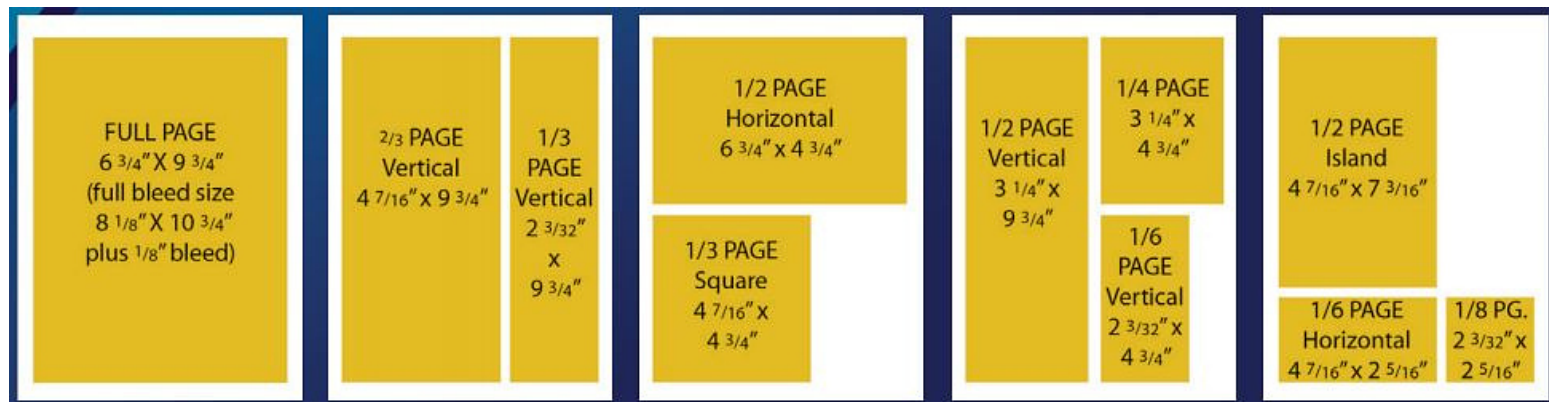 FULL PAGE
6 3/4" X 9 3/4"
(full bleed size
8 1/8" X 10 3/4"
plus 1/8" bleed)
2/3 PAGE
Vertical
4 7/16" x 9 3/4"
1/3
PAGE
Vertical
2 3/32"
x
9 3/4"
1/2 PAGE
Horizontal
6 3/4" x 4 3/4"
1/3 PAGE
Square
4 7/16" x
4 3/4"
1/2 PAGE
Vertical
3 1/4" x
9 3/4"
1/4 PAGE
3 1/4" x
4 3/4"
1/6
PAGE
Vertical
2 3/32" x
4 3/4"
1/2 PAGE
Island
4 7/16" x 7 3/16"
1/6 PAGE
Horizontal
4 7/16" x 2 5/16"
1/8 PG.
2 3/32" x
2 5/16"